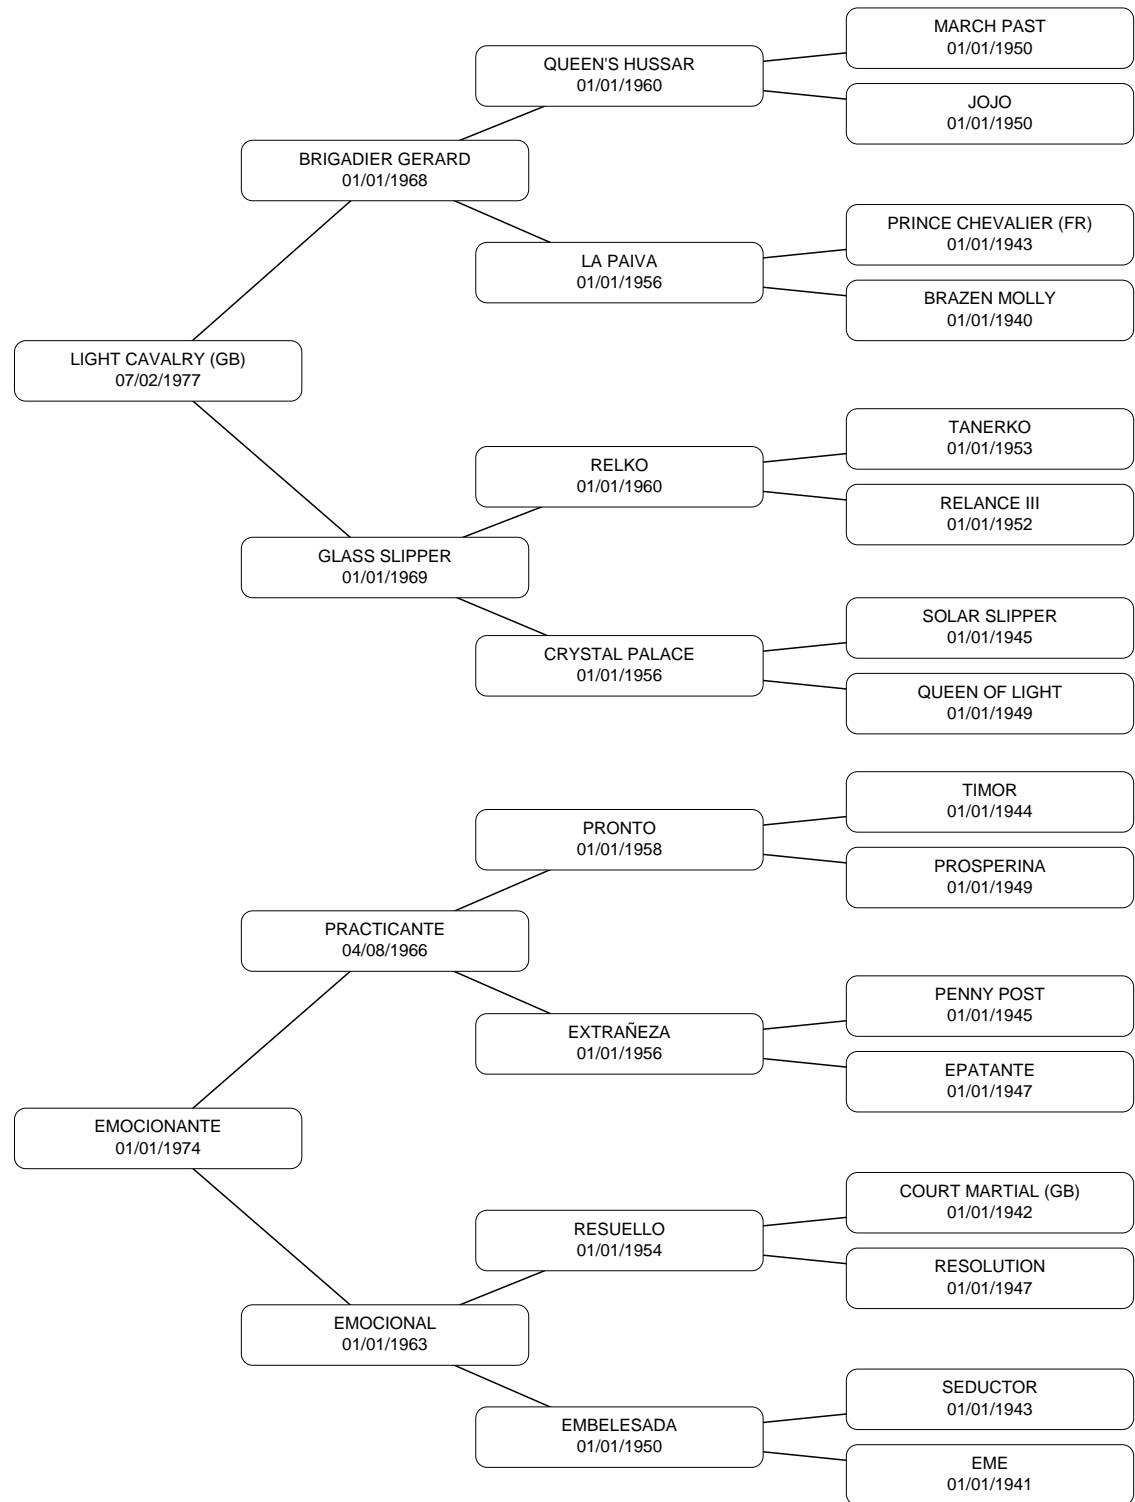 MARCH PAST
01/01/1950
QUEEN'S HUSSAR
01/01/1960
JOJO
01/01/1950
BRIGADIER GERARD
01/01/1968
PRINCE CHEVALIER (FR)
01/01/1943
LA PAIVA
01/01/1956
BRAZEN MOLLY
01/01/1940
LIGHT CAVALRY (GB)
07/02/1977
TANERKO
01/01/1953
RELKO
01/01/1960
RELANCE III
01/01/1952
GLASS SLIPPER
01/01/1969
SOLAR SLIPPER
01/01/1945
CRYSTAL PALACE
01/01/1956
QUEEN OF LIGHT
01/01/1949
TIMOR
01/01/1944
PRONTO
01/01/1958
PROSPERINA
01/01/1949
PRACTICANTE
04/08/1966
PENNY POST
01/01/1945
EXTRAÑEZA
01/01/1956
EPATANTE
01/01/1947
EMOCIONANTE
01/01/1974
COURT MARTIAL (GB)
01/01/1942
RESUELLO
01/01/1954
RESOLUTION
01/01/1947
EMOCIONAL
01/01/1963
SEDUCTOR
01/01/1943
EMBELESADA
01/01/1950
EME
01/01/1941